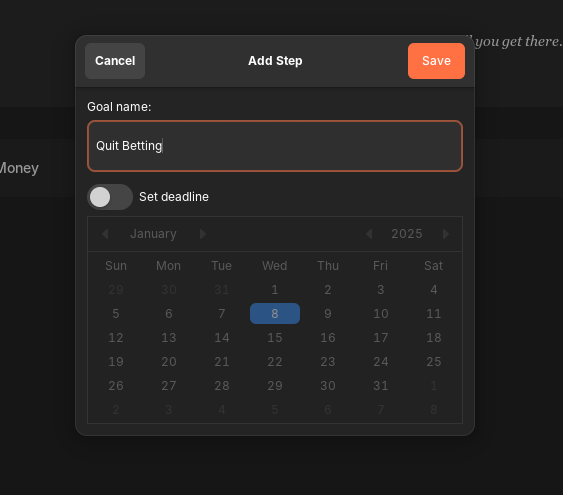 you get there.
Cancel Add Step Save
Goal name:
Money
Quit Betting
Set deadline
January 2025
Sun Mon Tue Wed Thu Fri Sat
29 30 31 1 2 3 4
5 6 7 8 9 10 11
12 13 14 15 16 17 18
19 20 21 22 23 24 25
26 27 28 29 30 31 1
2 3 4 5 6 7 8